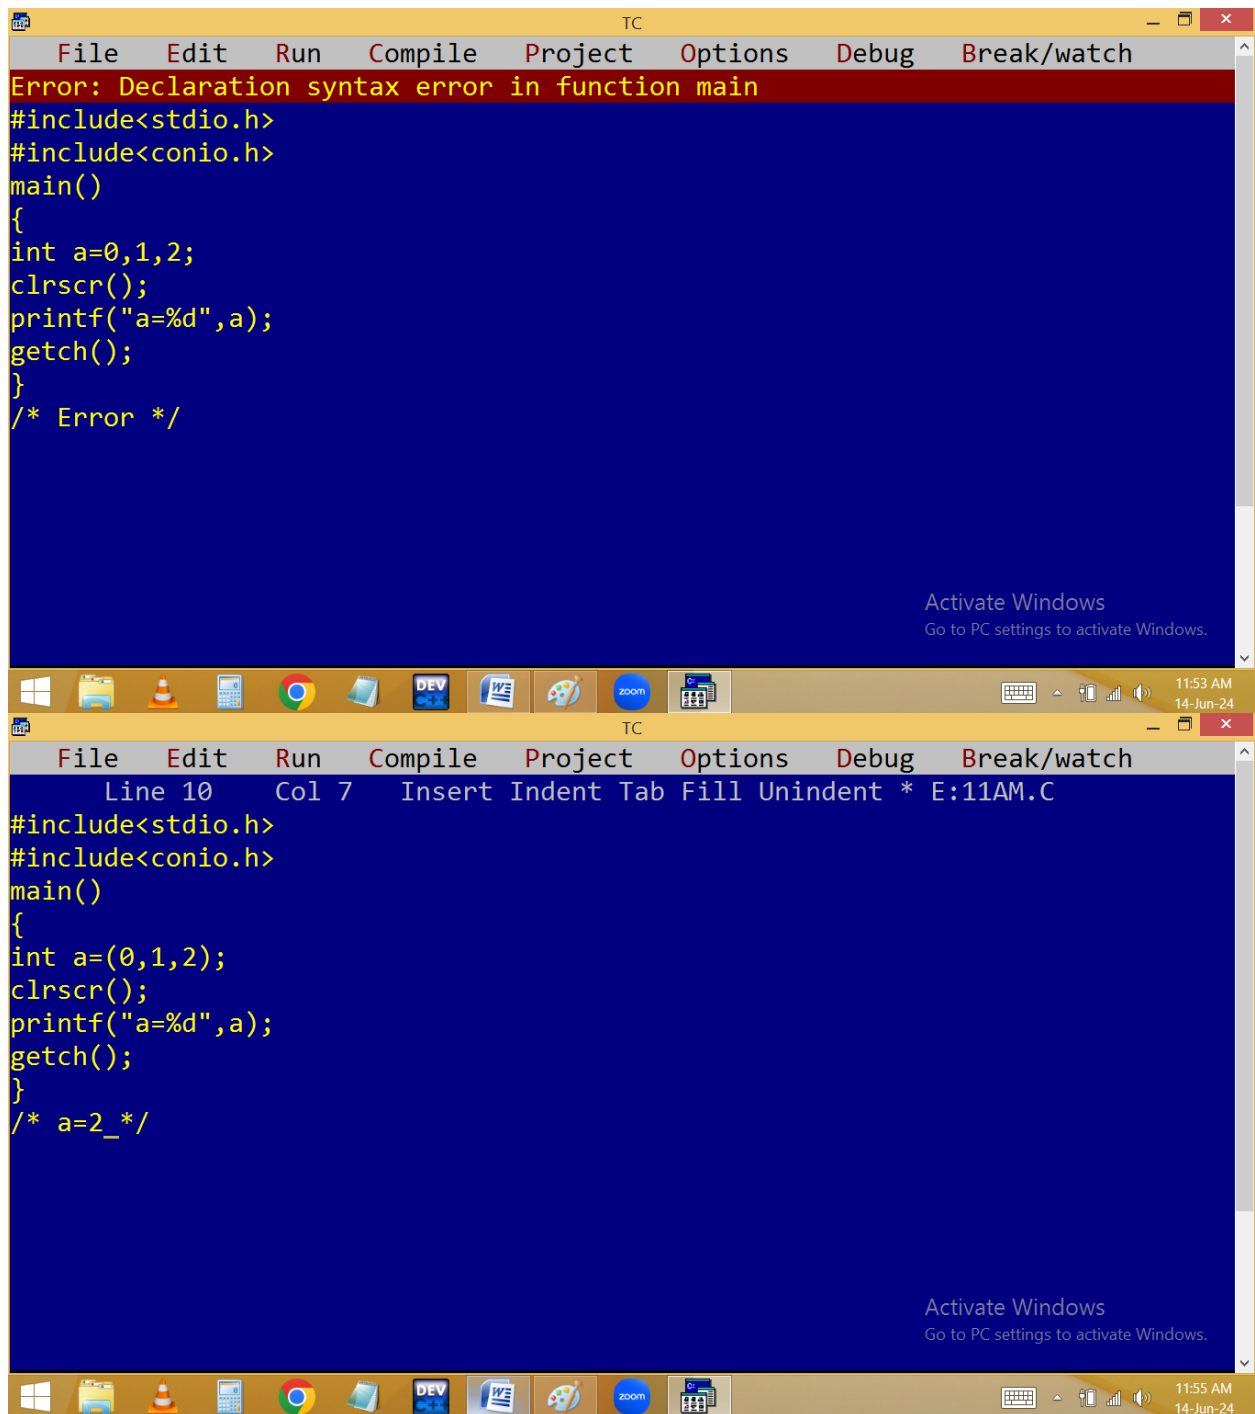 TC
File Edit Run Compile Project Options Debug Break/watch
Error: Declaration syntax error in function main
#include<stdio.h>
#include<conio.h>
main()
{
int a=0,1,2;
clrscr();
printf("a=%d",a);
getch();
}
/* Error */
Activate Windows
Go to PC settings to activate Windows.
DEV
C++
zoom
11:53 AM
14-Jun-24
TC
File Edit Run Compile Project Options Debug Break/watch
Line 10 Col 7 Insert Indent Tab Fill Unindent * E:11AM.C
#include<stdio.h>
#include<conio.h>
main()
{
int a=(0,1,2);
clrscr();
printf("a=%d",a);
getch();
}
/* a=2_*/
Activate Windows
Go to PC settings to activate Windows.
DEV
C++
zoom
11:55 AM
14-Jun-24